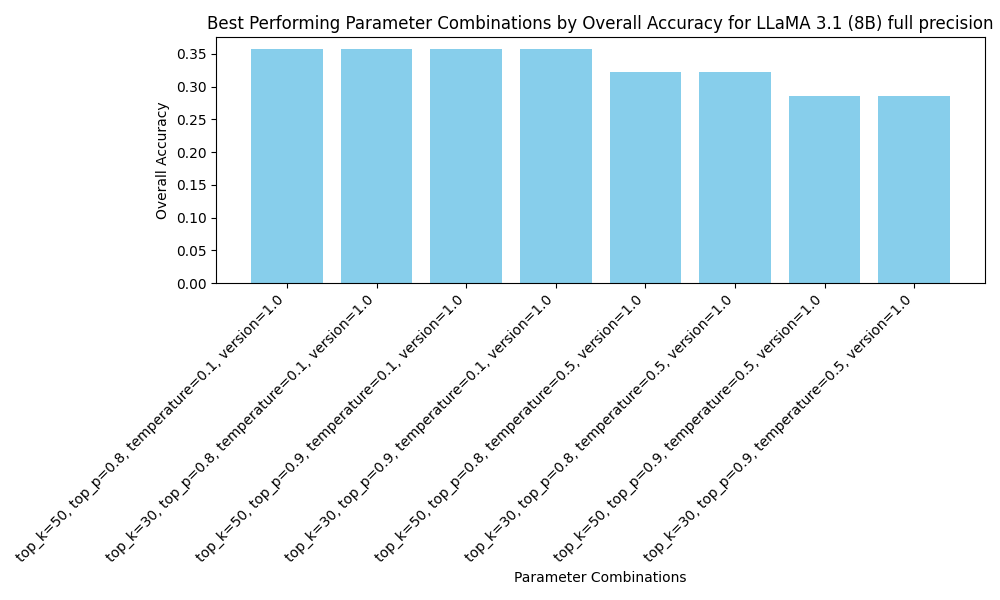 Best Performing Parameter Combinations by Overall Accuracy for LLaMA 3.1 (8B) full precision
Overall Accuracy
0.35
0.30
0.25
0.20
0.15
0.10
0.05
0.00
top_k=50, top_p=0.8, temperature=0.1, version=1.0
top_k=30, top_p=0.8, temperature=0.1, version=1.0
top_k=50, top_p=0.9, temperature=0.1, version=1.0
top_k=30, top_p=0.9, temperature=0.1, version=1.0
top_k=50, top_p=0.8, temperature=0.5, version=1.0
top_k=30, top_p=0.8, temperature=0.5, version=1.0
top_k=50, top_p=0.9, temperature=0.5, version=1.0
top_k=30, top_p=0.9, temperature=0.5, version=1.0
Parameter Combinations